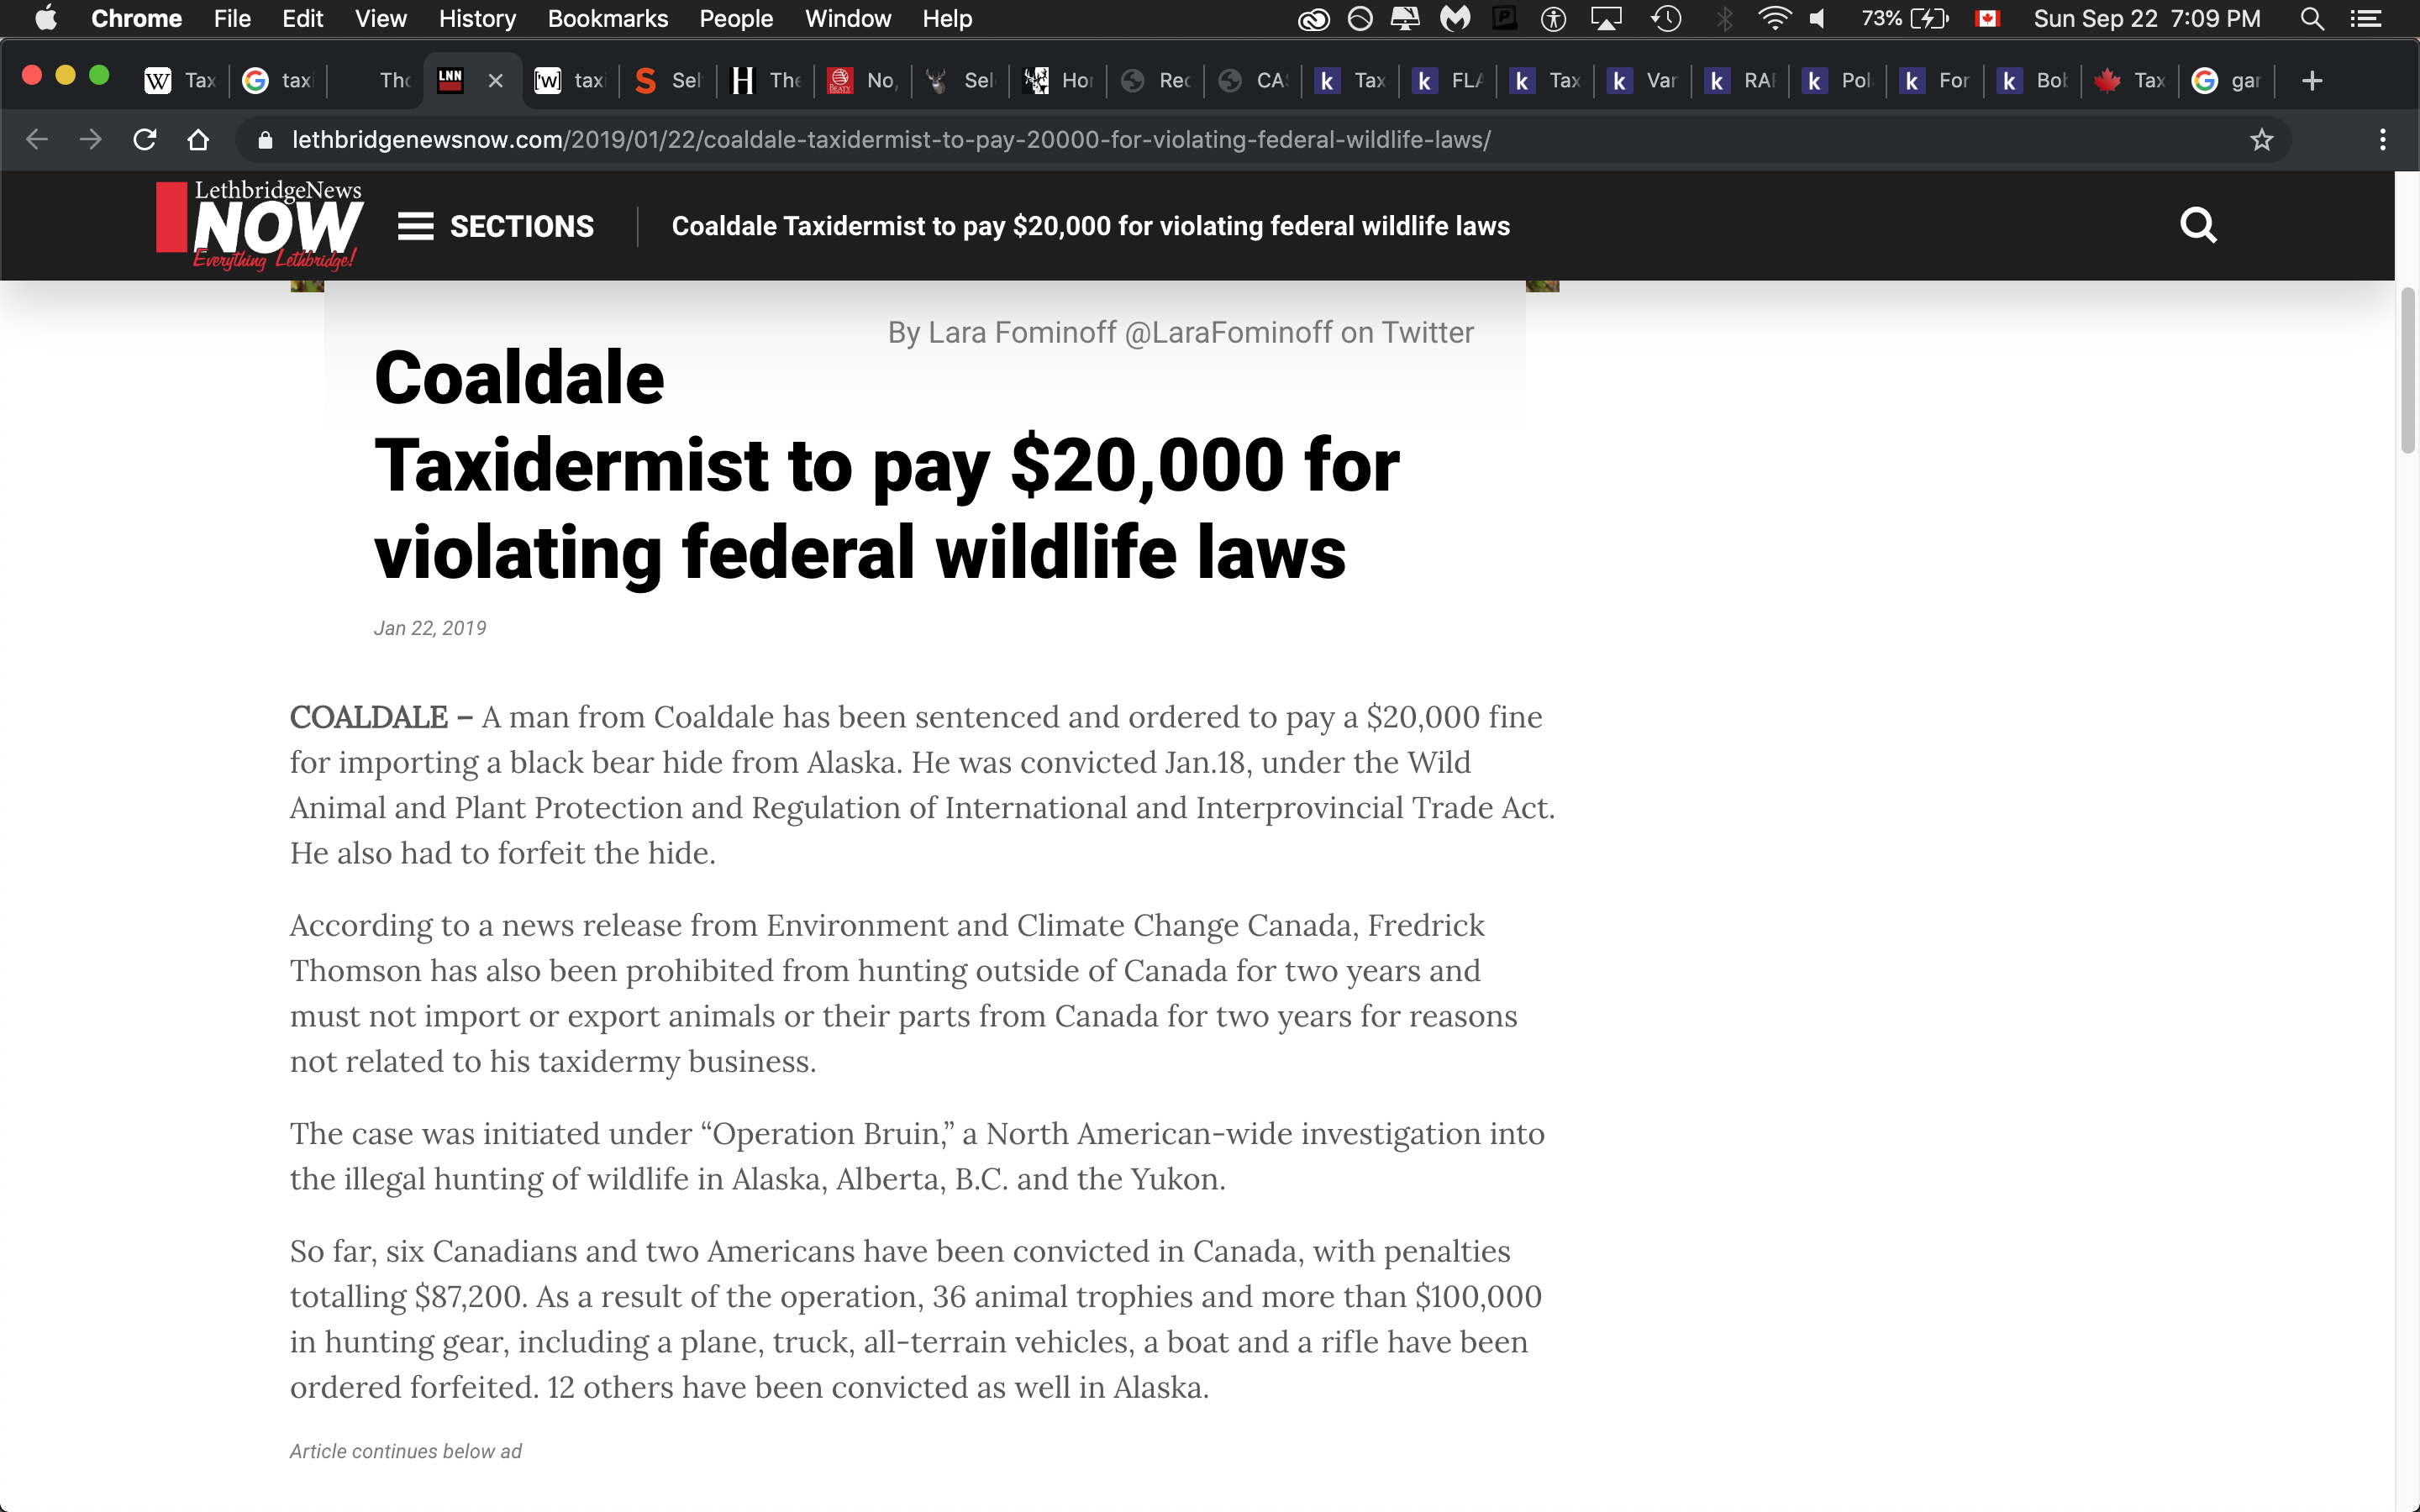 Chrome File Edit View History Bookmarks People Window Help 73% Sun Sep 22 7:09 PM
Tax taxi Tho LNN taxi Sel The No, Sel Hor Rec CA Tax FLA Tax Var RAI Pol For Bob Tax gar
lethbridgenewsnow.com/2019/01/22/coaldale-taxidermist-to-pay-20000-for-violating-federal-wildlife-laws/
LethbridgeNews
NOW
Everything Lethbridge!
SECTIONS
Coaldale Taxidermist to pay $20,000 for violating federal wildlife laws
By Lara Fominoff @LaraFominoff on Twitter
Coaldale
Taxidermist to pay $20,000 for
violating federal wildlife laws
Jan 22, 2019
COALDALE – A man from Coaldale has been sentenced and ordered to pay a $20,000 fine
for importing a black bear hide from Alaska. He was convicted Jan.18, under the Wild
Animal and Plant Protection and Regulation of International and Interprovincial Trade Act.
He also had to forfeit the hide.
According to a news release from Environment and Climate Change Canada, Fredrick
Thomson has also been prohibited from hunting outside of Canada for two years and
must not import or export animals or their parts from Canada for two years for reasons
not related to his taxidermy business.
The case was initiated under “Operation Bruin,” a North American-wide investigation into
the illegal hunting of wildlife in Alaska, Alberta, B.C. and the Yukon.
So far, six Canadians and two Americans have been convicted in Canada, with penalties
totalling $87,200. As a result of the operation, 36 animal trophies and more than $100,000
in hunting gear, including a plane, truck, all-terrain vehicles, a boat and a rifle have been
ordered forfeited. 12 others have been convicted as well in Alaska.
Article continues below ad